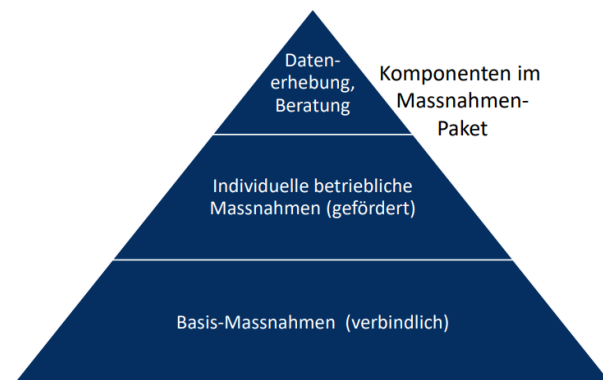 Daten-
erhebung,
Beratung
Komponenten im
Massnahmen-
Paket
Individuelle betriebliche
Massnahmen (gefördert)
Basis-Massnahmen (verbindlich)